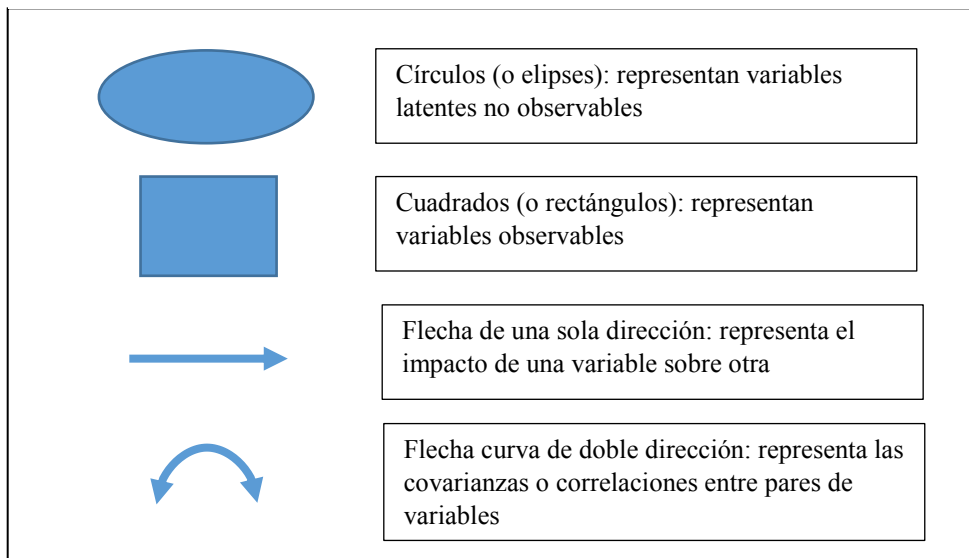 Círculos (o elipses): representan variables
latentes no observables
Cuadrados (o rectángulos): representan
variables observables
Flecha de una sola dirección: representa el
impacto de una variable sobre otra
Flecha curva de doble dirección: representa las
covarianzas o correlaciones entre pares de
variables